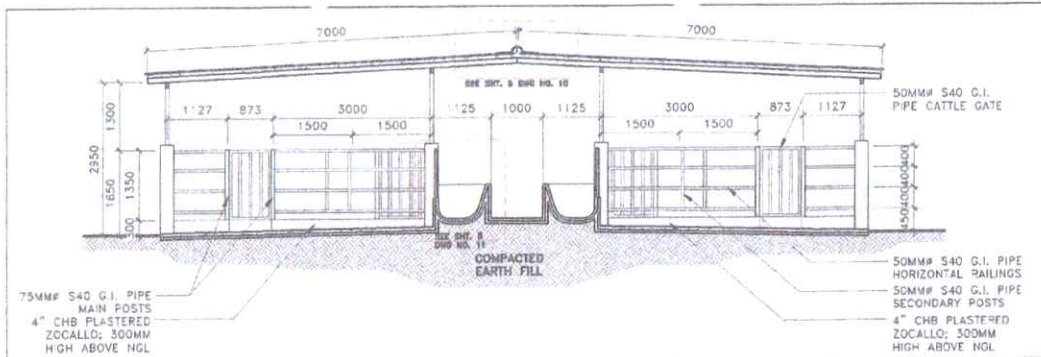 7000 7000
SEE SHT. 5 DWG NO. 10
1127 873 3000 1125 1000 1125 3000 873 1127
1500 1500 1500 1500
50MMø S40 G.I.
PIPE CATTLE GATE
1300
2950
1650
1350
300
400
400
400
450
SEE SHT. 5
DWG NO. 11
COMPACTED
EARTH FILL
75MMø S40 G.I. PIPE
MAIN POSTS
4" CHB PLASTERED
ZOCALLO; 300MM
HIGH ABOVE NGL
50MMø S40 G.I. PIPE
HORIZONTAL RAILINGS
50MMø S40 G.I. PIPE
SECONDARY POSTS
4" CHB PLASTERED
ZOCALLO; 300MM
HIGH ABOVE NGL